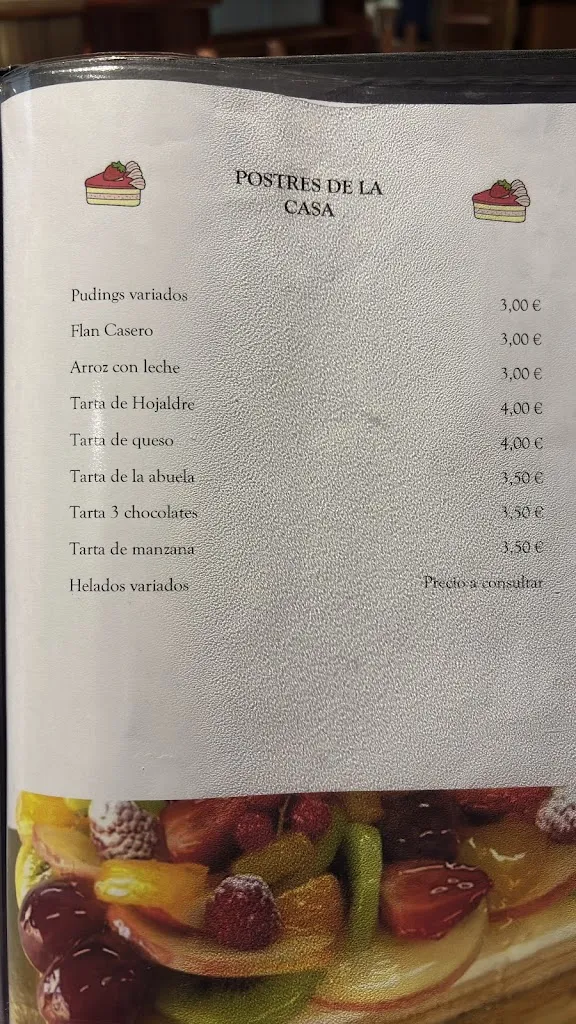 POSTRES DE LA
CASA
Pudings variados 3,00 €
Flan Casero 3,00 €
Arroz con leche 3,00 €
Tarta de Hojaldre 4,00 €
Tarta de queso 4,00 €
Tarta de la abuela 3,50 €
Tarta 3 chocolates 3,50 €
Tarta de manzana 3,50 €
Helados variados Precio a consultar